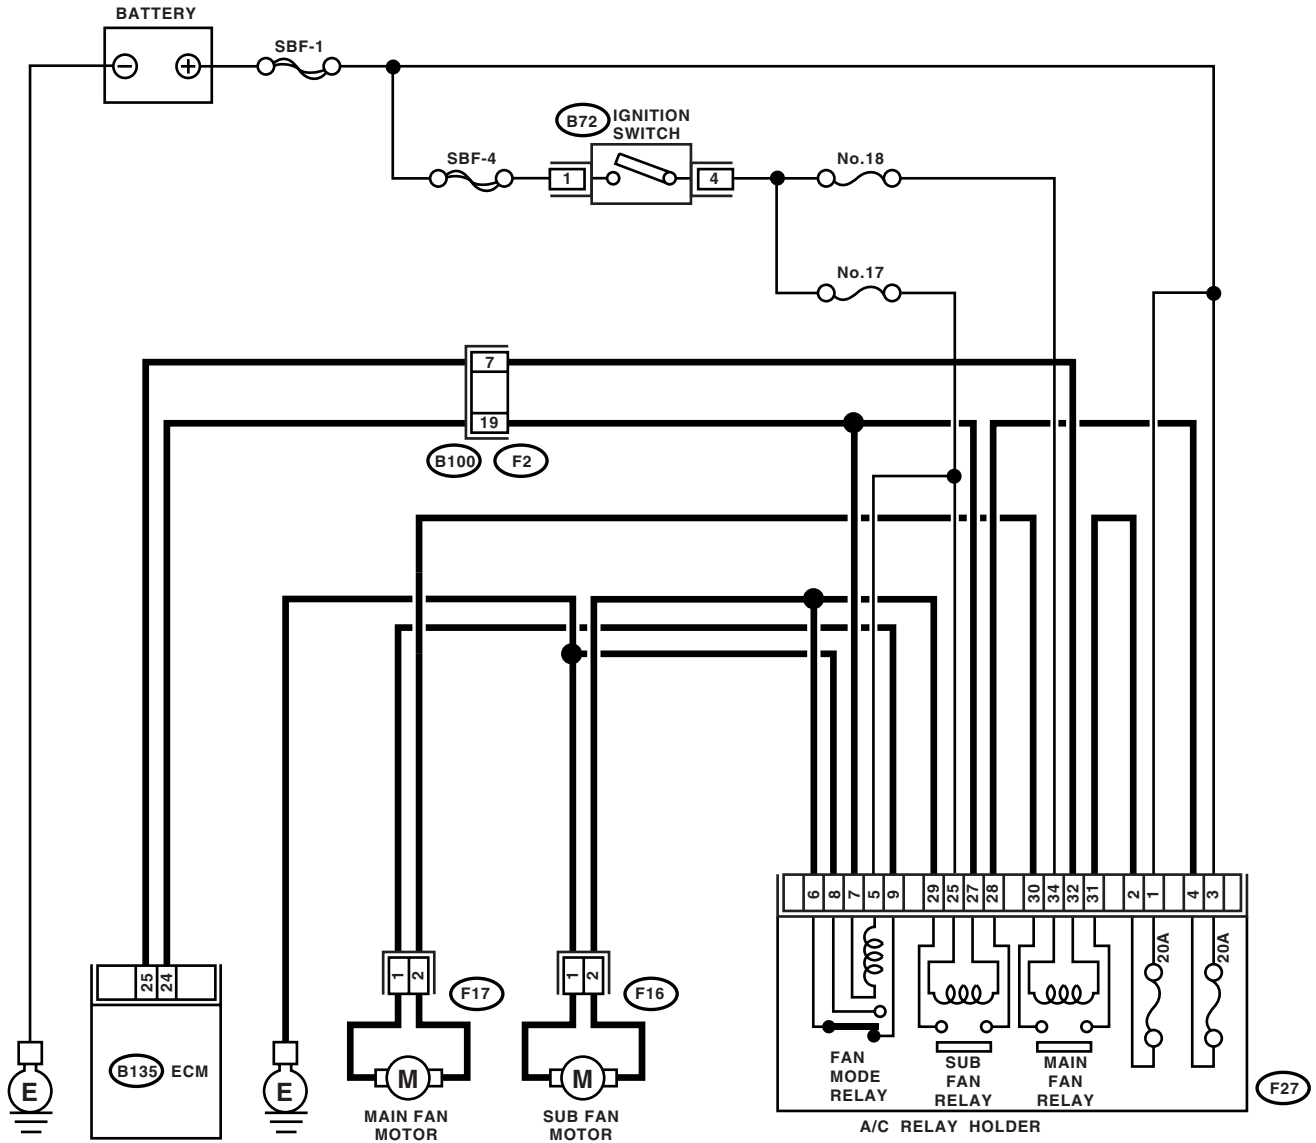 BATTERY
SBF-1
B72
IGNITION
SWITCH
SBF-4
1
4
No.18
No.17
7
19
B100
F2
6
8
7
5
9
29
25
27
28
30
34
32
31
2
1
4
3
20A
20A
25
24
1
2
F17
1
2
F16
B135
ECM
E
E
M
MAIN FAN
MOTOR
M
SUB FAN
MOTOR
FAN
MODE
RELAY
SUB
FAN
RELAY
MAIN
FAN
RELAY
F27
A/C RELAY HOLDER